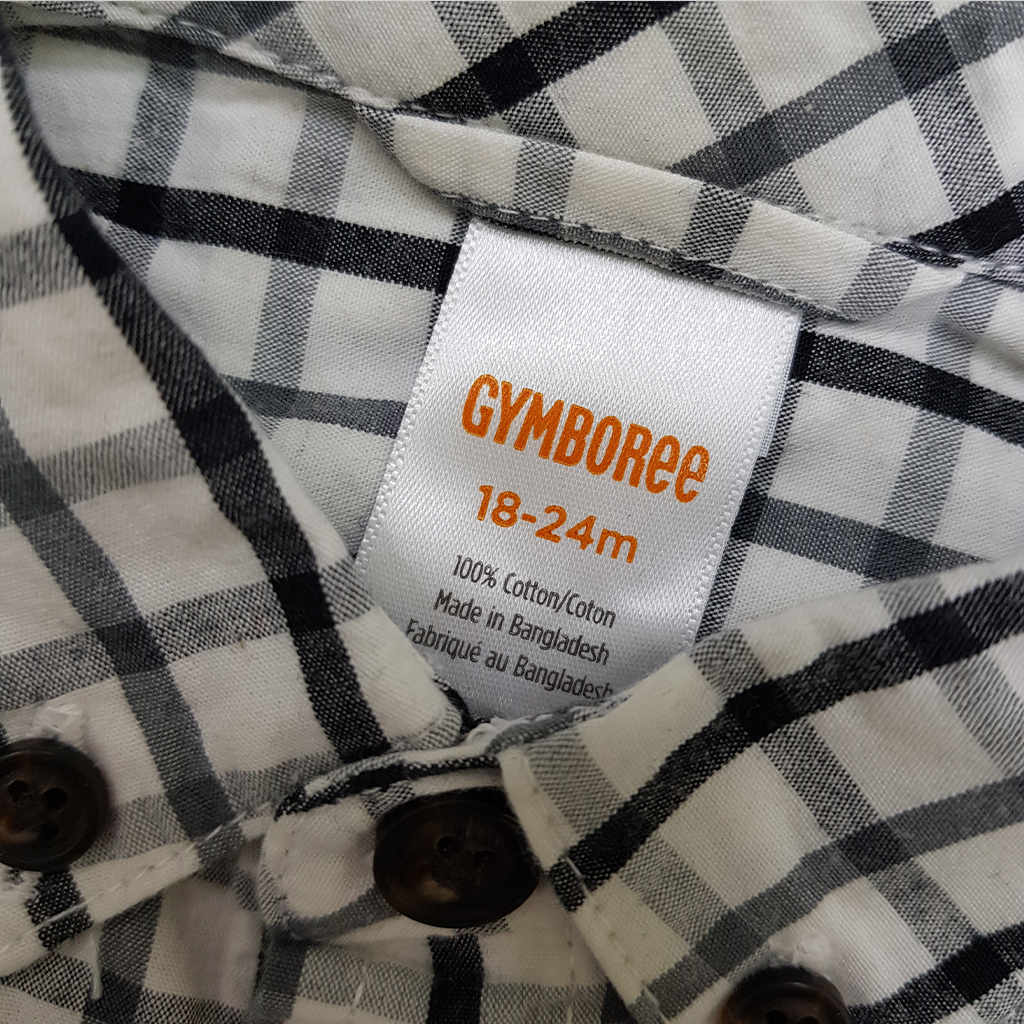 GYMBOREE
18-24m
100% Cotton/Coton
Made in Bangladesh
Fabriqué au Bangladesh